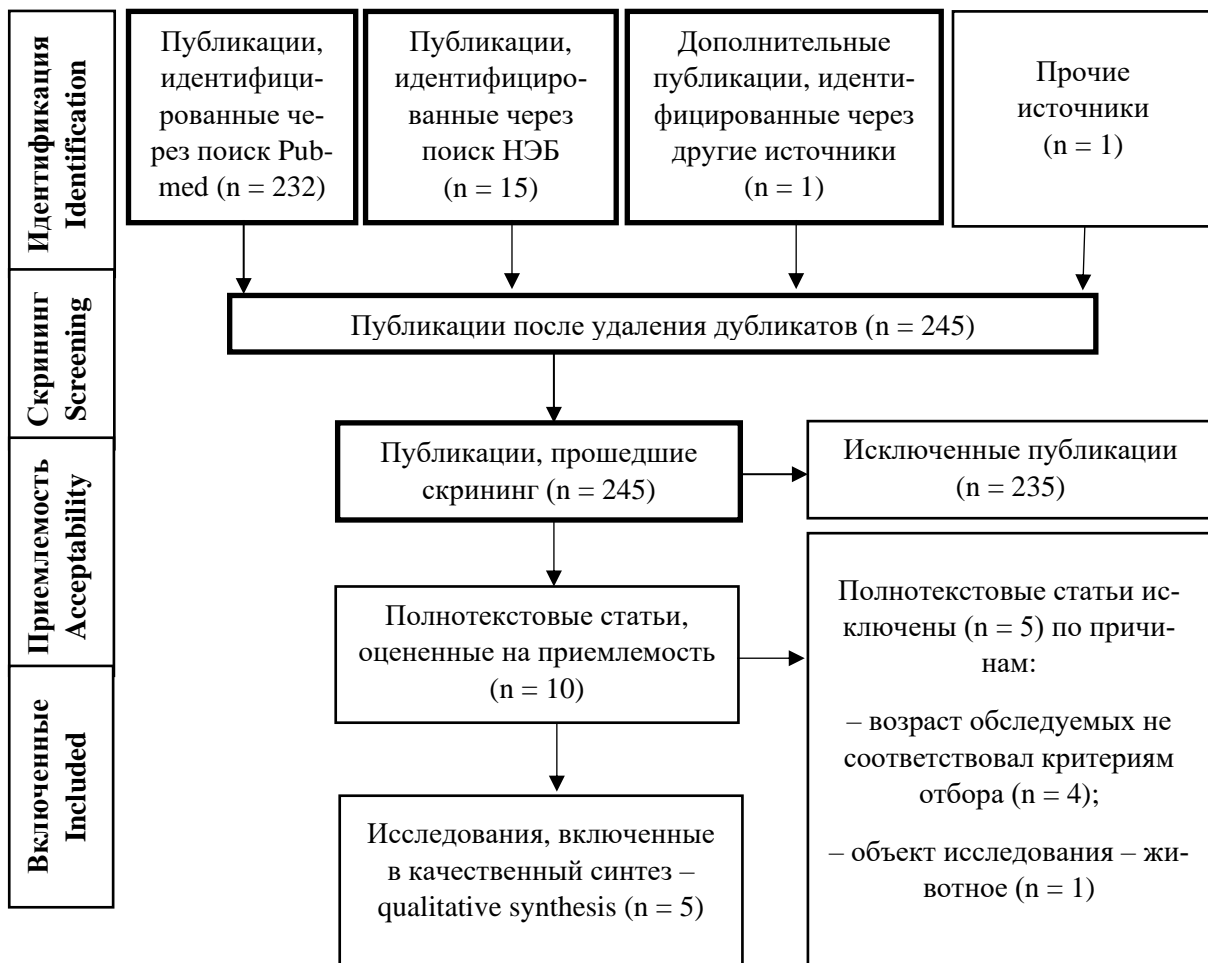 Идентификация
Identification
Публикации,
идентифици-
рованные че-
рез поиск Pub-
med (n = 232)
Публикации,
идентифициро-
ванные через
поиск НЭБ
(n = 15)
Дополнительные
публикации, иденти-
фицированные через
другие источники
(n = 1)
Прочие
источники
(n = 1)
Скрининг
Screening
Публикации после удаления дубликатов (n = 245)
Приемлемость
Acceptability
Публикации, прошедшие
скрининг (n = 245)
Исключенные публикации
(n = 235)
Полнотекстовые статьи,
оцененные на приемлемость
(n = 10)
Полнотекстовые статьи ис-
ключены (n = 5) по причи-
нам:
– возраст обследуемых не
соответствовал критериям
отбора (n = 4);
– объект исследования – жи-
вотное (n = 1)
Включенные
Included
Исследования, включенные
в качественный синтез –
qualitative synthesis (n = 5)